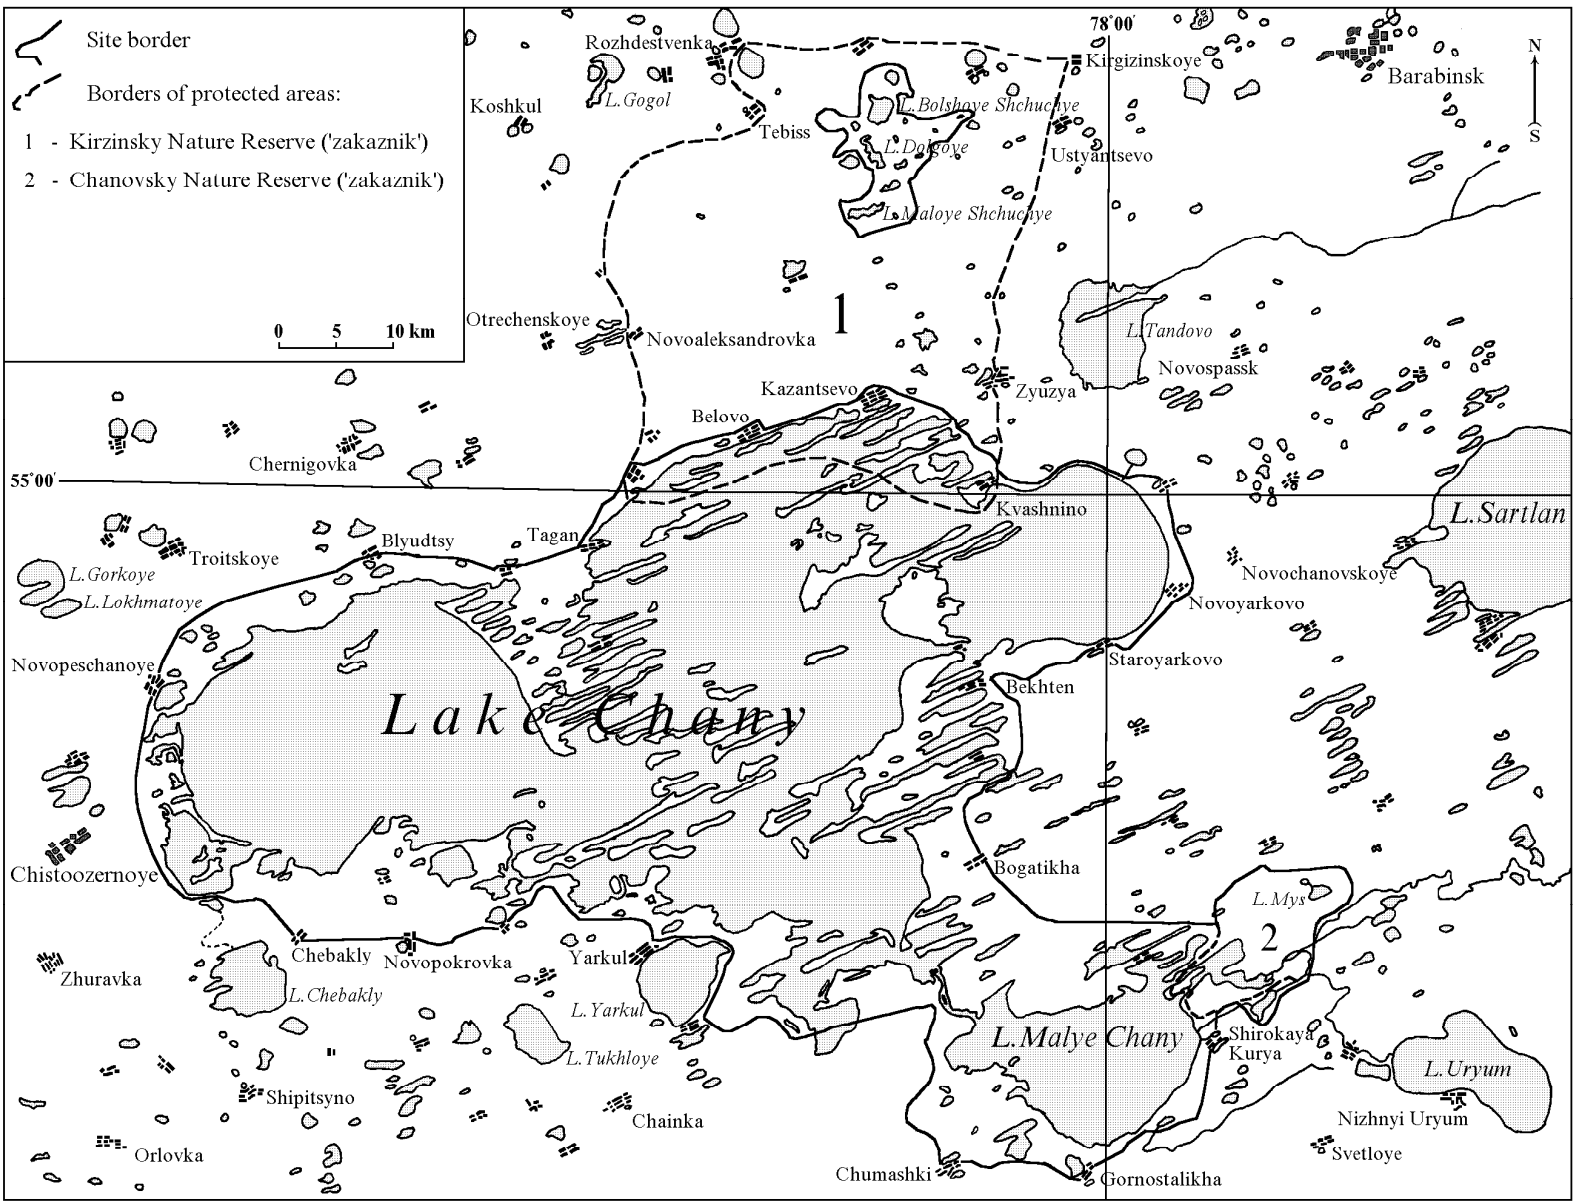 Site border
Borders of protected areas:
1 - Kirzinsky Nature Reserve ('zakaznik')
2 - Chanovsky Nature Reserve ('zakaznik')
0 5 10 km
78°00'
N
S
Rozhdestvenka
Kirgizinskoye
Barabinsk
L.Gogol
Koshkul
L.Bolshoye Shchuchye
Tebiss
L.Dolgoye
Ustyantsevo
L.Maloye Shchuchye
1
Otrechenskoye
Novoaleksandrovka
L.Tandovo
Novospassk
Kazantsevo
Zyuzya
Belovo
Chernigovka
55°00'
Kvashnino
L.Sartlan
Tagan
Blyudtsy
Troitskoye
L.Gorkoye
L.Lokhmatoye
Novochanovskoye
Novoyarkovo
Novopeschanoye
Staroyarkovo
Bekhten
Lake Chany
Chistoozernoye
Bogatikha
L.Mys
2
Chebakly
Novopokrovka
Yarkul
Zhuravka
L.Chebakly
L.Yarkul
L.Malye Chany
Shirokaya
Kurya
L.Tukhloye
L.Uryum
Shipitsyno
Chainka
Nizhnyi Uryum
Orlovka
Svetloye
Chumashki
Gornostalikha